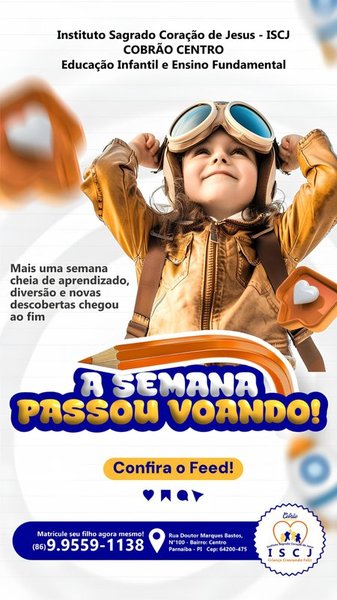 Instituto Sagrado Coração de Jesus - ISCJ
COBRÃO CENTRO
Educação Infantil e Ensino Fundamental
Mais uma semana
cheia de aprendizado,
diversão e novas
descobertas chegou
ao fim
A SEMANA
PASSOU VOANDO!
Confira o Feed!
Matrícule seu filho agora mesmo!
(86) 9.9559-1138
Rua Doutor Marques Bastos,
N°100 - Bairro: Centro
Parnaíba - PI Cep: 64200-475
ISCJ